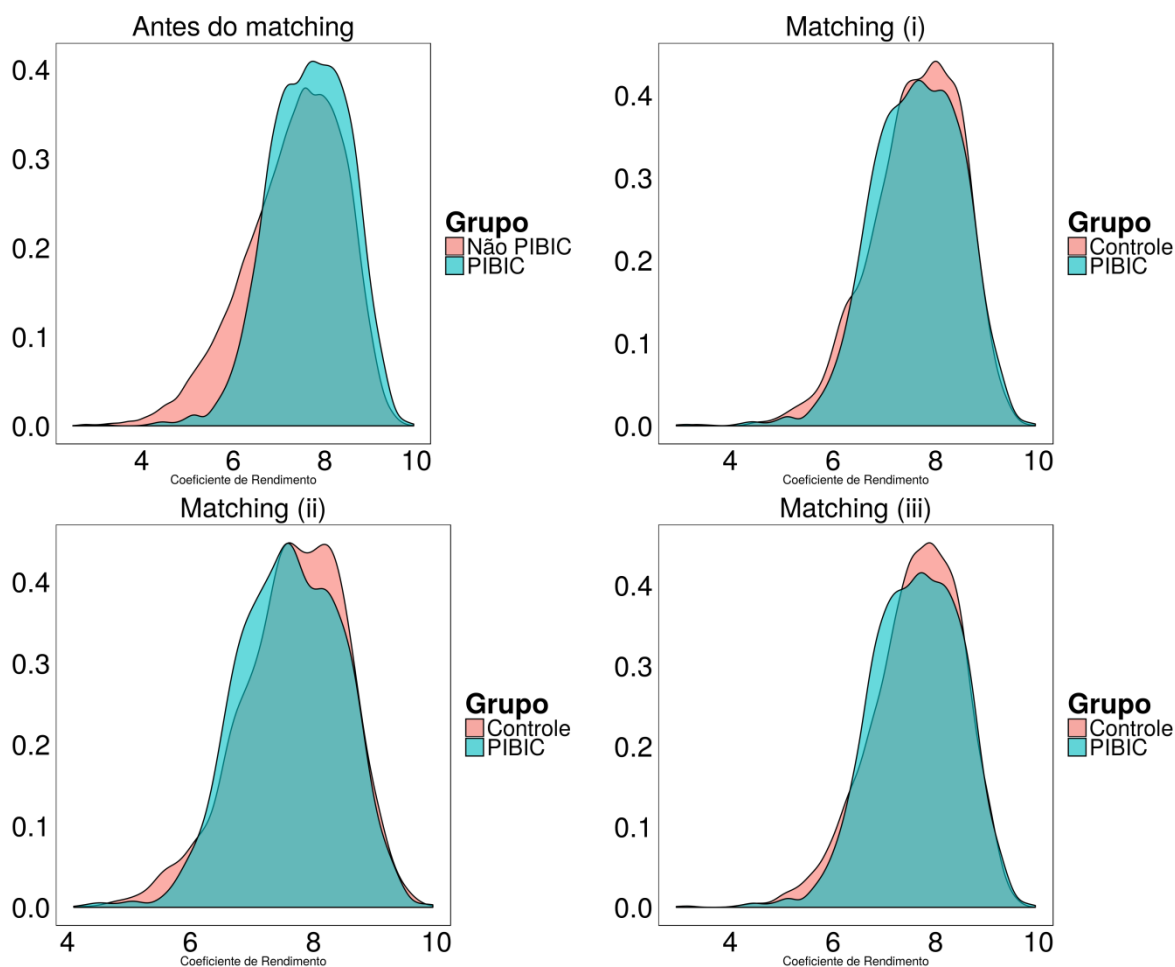 Antes do matching
0.4
0.3
0.2
0.1
0.0
4 6 8 10
Coeficiente de Rendimento
Grupo
Não PIBIC
PIBIC
Matching (i)
0.4
0.3
0.2
0.1
0.0
4 6 8 10
Coeficiente de Rendimento
Grupo
Controle
PIBIC
Matching (ii)
0.4
0.3
0.2
0.1
0.0
4 6 8 10
Coeficiente de Rendimento
Grupo
Controle
PIBIC
Matching (iii)
0.4
0.3
0.2
0.1
0.0
4 6 8 10
Coeficiente de Rendimento
Grupo
Controle
PIBIC